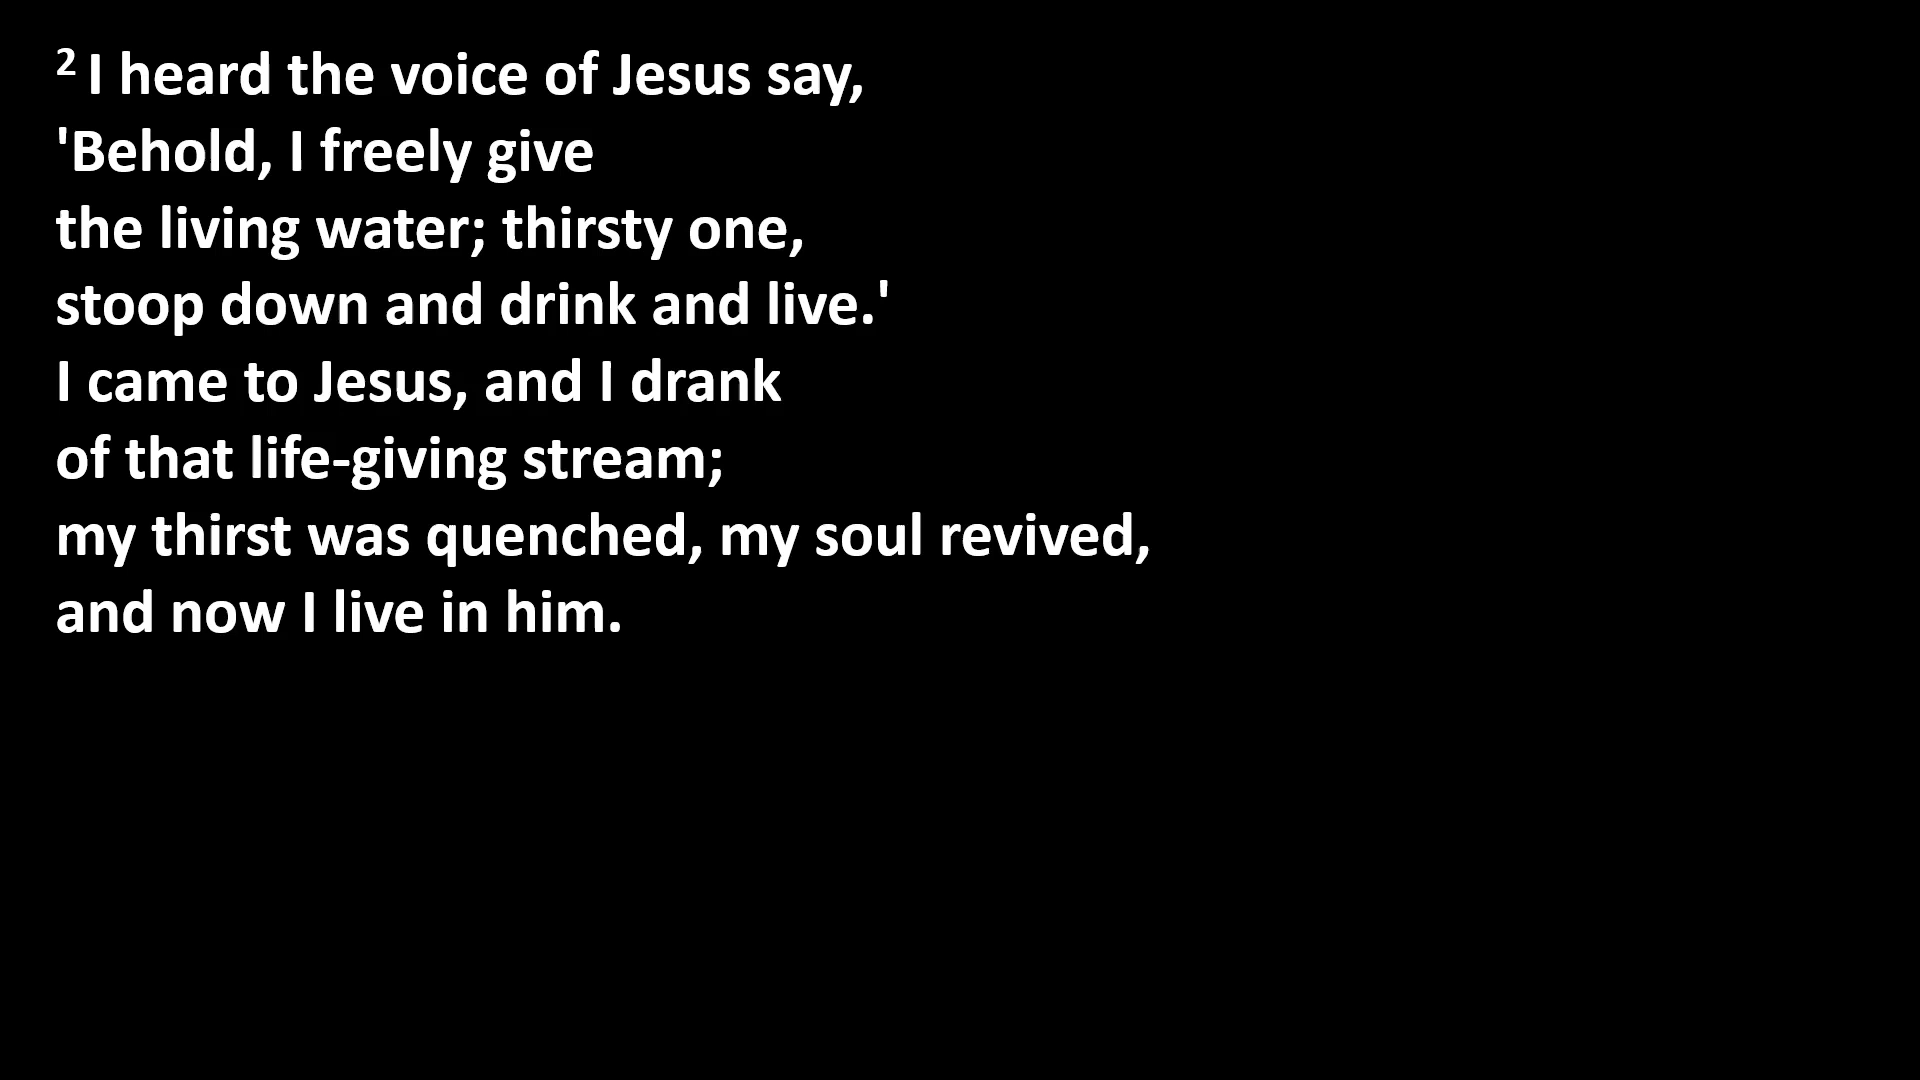 2 I heard the voice of Jesus say,
'Behold, I freely give
the living water; thirsty one,
stoop down and drink and live.'
I came to Jesus, and I drank
of that life-giving stream;
my thirst was quenched, my soul revived,
and now I live in him.